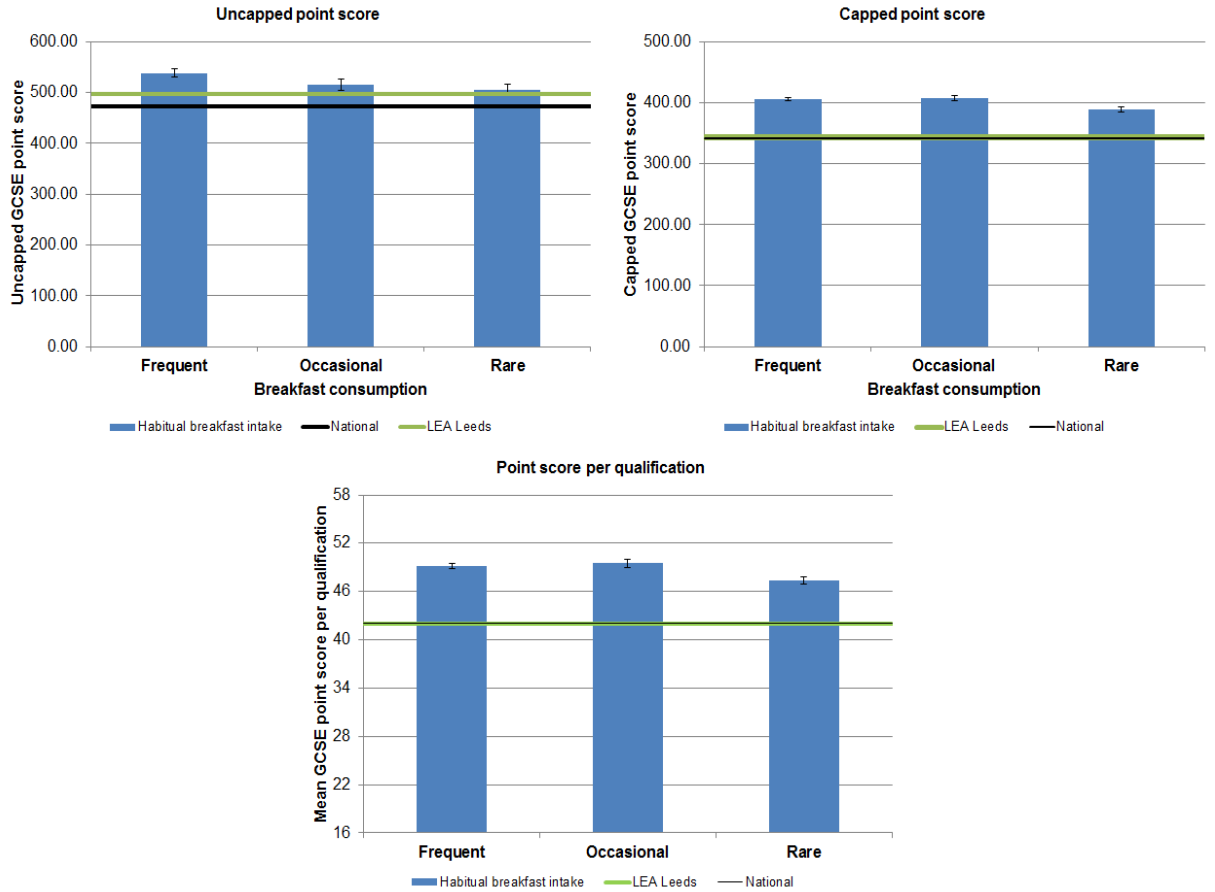 Uncapped point score
600.00
500.00
400.00
300.00
200.00
100.00
0.00
Uncapped GCSE point score
Frequent Occasional Rare
Breakfast consumption
Habitual breakfast intake National LEA Leeds
Capped point score
500.00
400.00
300.00
200.00
100.00
0.00
Capped GCSE point score
Frequent Occasional Rare
Breakfast consumption
Habitual breakfast intake LEA Leeds National
Point score per qualification
58
52
46
40
34
28
22
16
Mean GCSE point score per qualification
Frequent Occasional Rare
Habitual breakfast intake LEA Leeds National